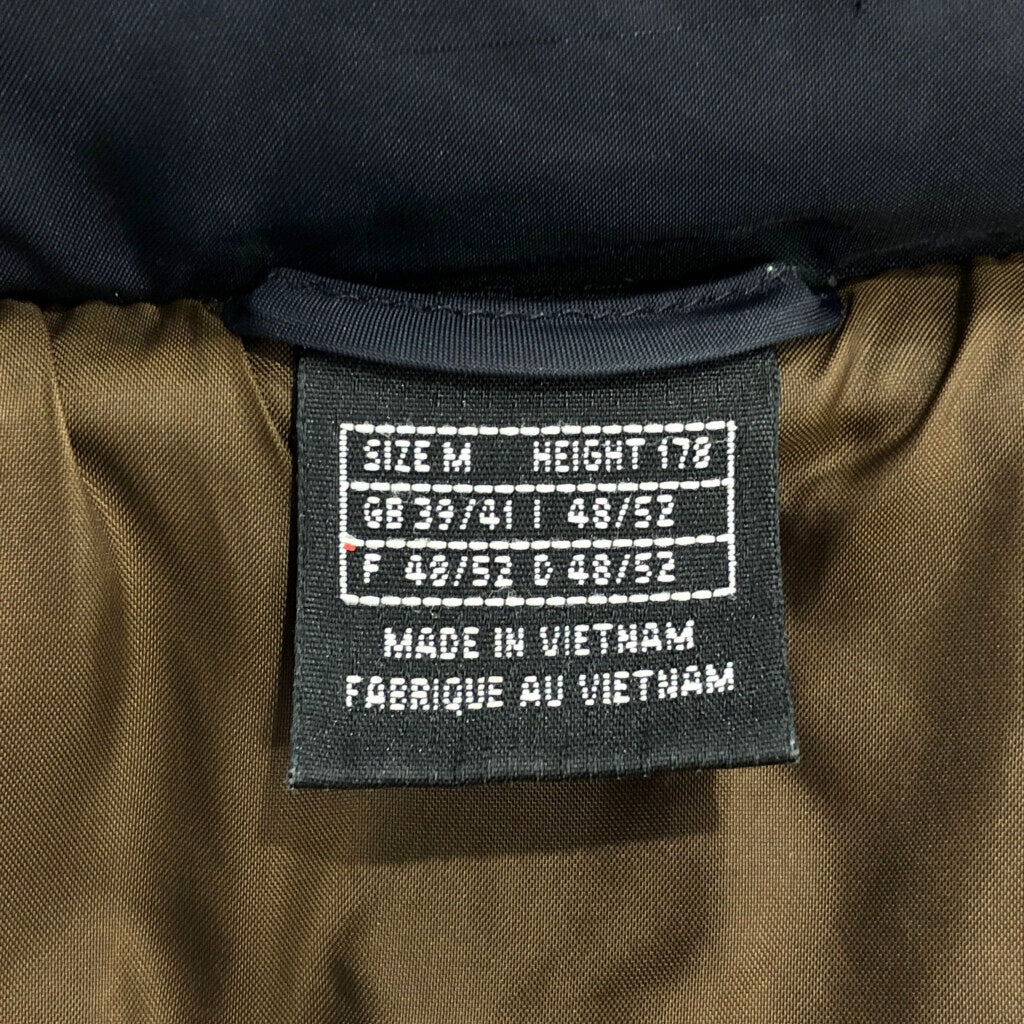 SIZE M HEIGHT 178
GB 39/41 I 48/52
F 48/52 D 48/52
MADE IN VIETNAM
FABRIQUE AU VIETNAM